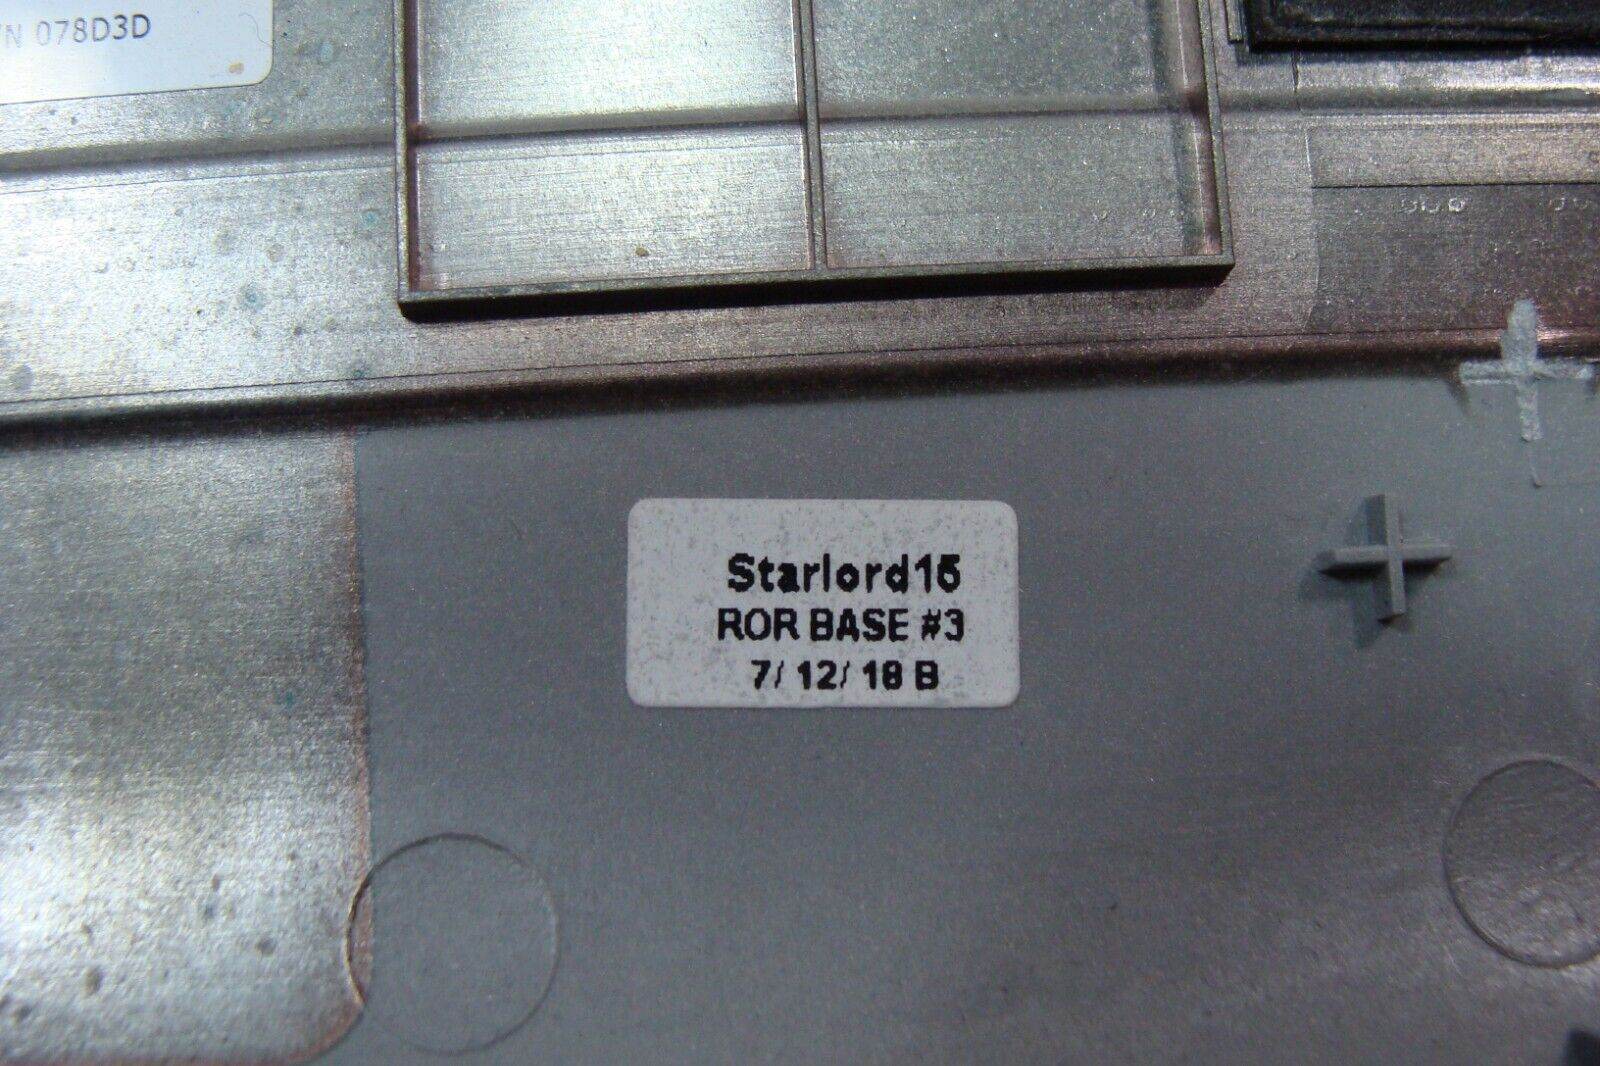 N 078D3D
Starlord15
ROR BASE #3
7/ 12/ 18 B